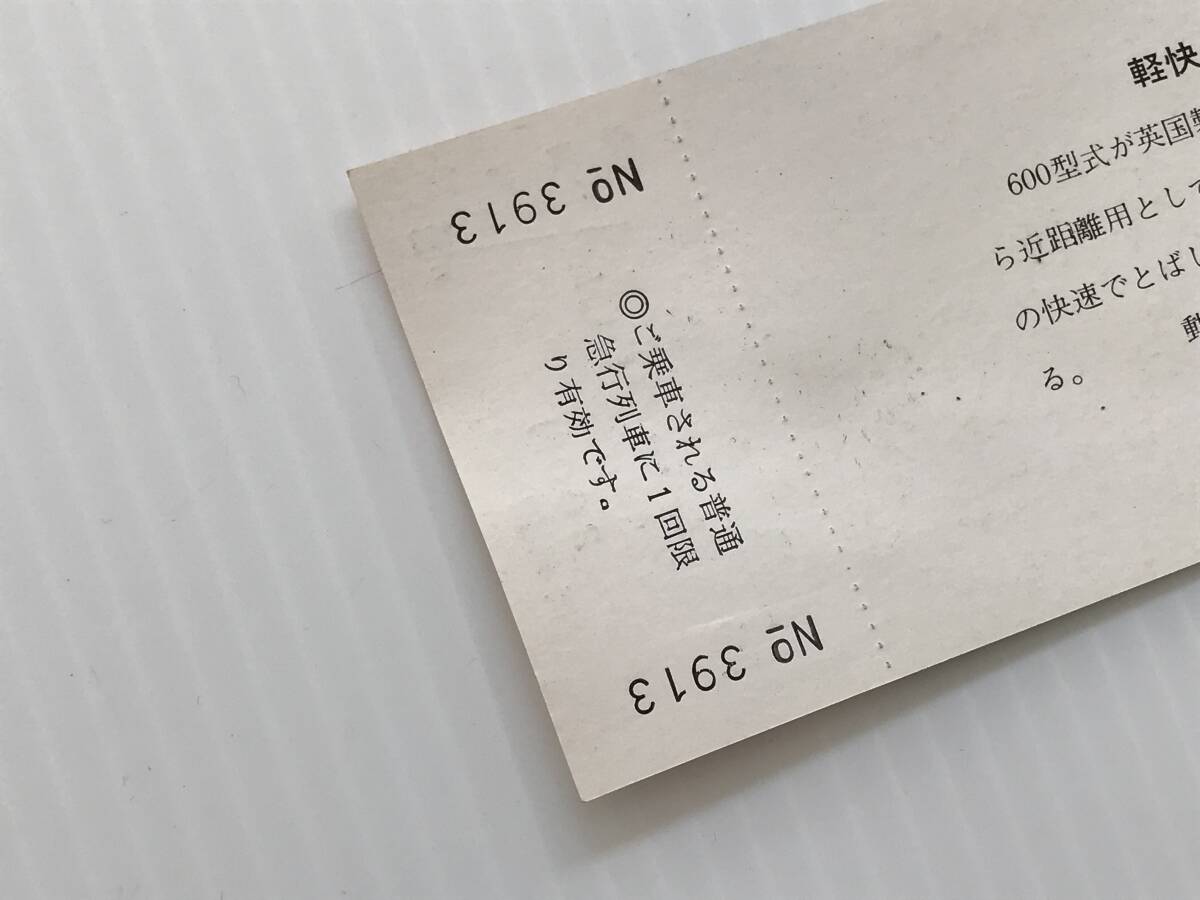 No 3913
◎ご乗車される普通
急行列車に1回限
り有効です。
No 3913
軽快
600型式が英国
ら近距離用として
の快速でとばし
る。